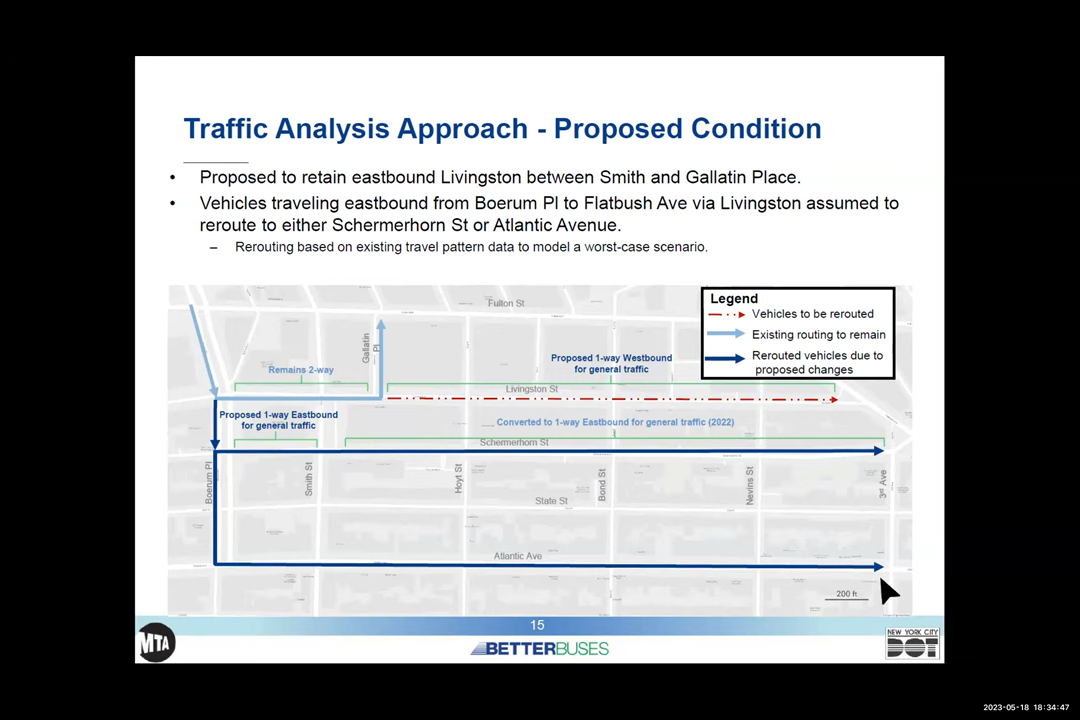 Traffic Analysis Approach - Proposed Condition
• Proposed to retain eastbound Livingston between Smith and Gallatin Place.
• Vehicles traveling eastbound from Boerum Pl to Flatbush Ave via Livingston assumed to
reroute to either Schermerhorn St or Atlantic Avenue.
– Rerouting based on existing travel pattern data to model a worst-case scenario.
Fulton St
Legend
Vehicles to be rerouted
Existing routing to remain
Rerouted vehicles due to
proposed changes
Gallatin
Pl
Remains 2-way
Proposed 1-way Westbound
for general traffic
Livingston St
Proposed 1-way Eastbound
for general traffic
Converted to 1-way Eastbound for general traffic (2022)
Schermerhorn St
Boerum Pl
Smith St
Hoyt St
Bond St
Nevins St
3rd Ave
State St
Atlantic Ave
200 ft
15
MTA
BETTERBUSES
NEW YORK CITY
DOT
2023-05-18 18:34:47